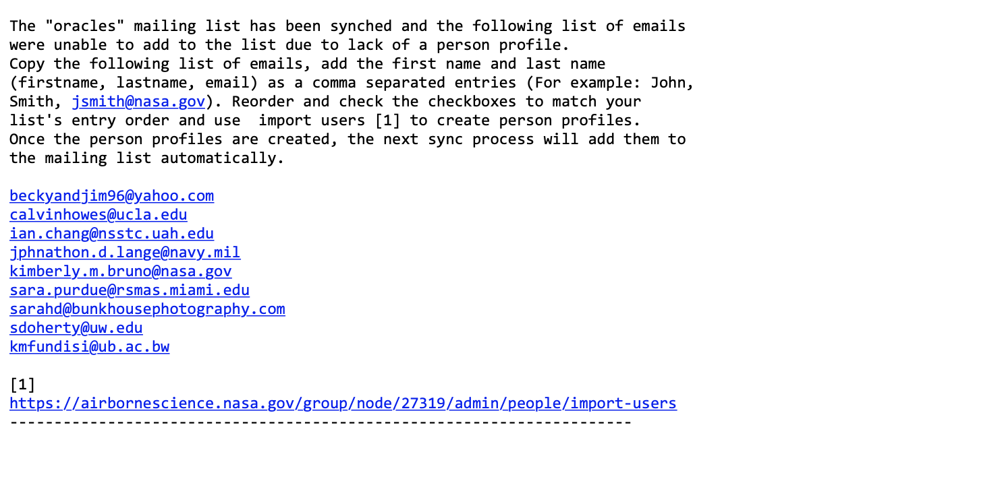 The "oracles" mailing list has been synched and the following list of emails
were unable to add to the list due to lack of a person profile.
Copy the following list of emails, add the first name and last name
(firstname, lastname, email) as a comma separated entries (For example: John,
Smith, jsmith@nasa.gov). Reorder and check the checkboxes to match your
list's entry order and use  import users [1] to create person profiles.
Once the person profiles are created, the next sync process will add them to
the mailing list automatically.

beckyandjim96@yahoo.com
calvinhowes@ucla.edu
ian.chang@nsstc.uah.edu
jphnathon.d.lange@navy.mil
kimberly.m.bruno@nasa.gov
sara.purdue@rsmas.miami.edu
sarahd@bunkhousephotography.com
sdoherty@uw.edu
kmfundisi@ub.ac.bw

[1]
https://airbornescience.nasa.gov/group/node/27319/admin/people/import-users
----------------------------------------------------------------------